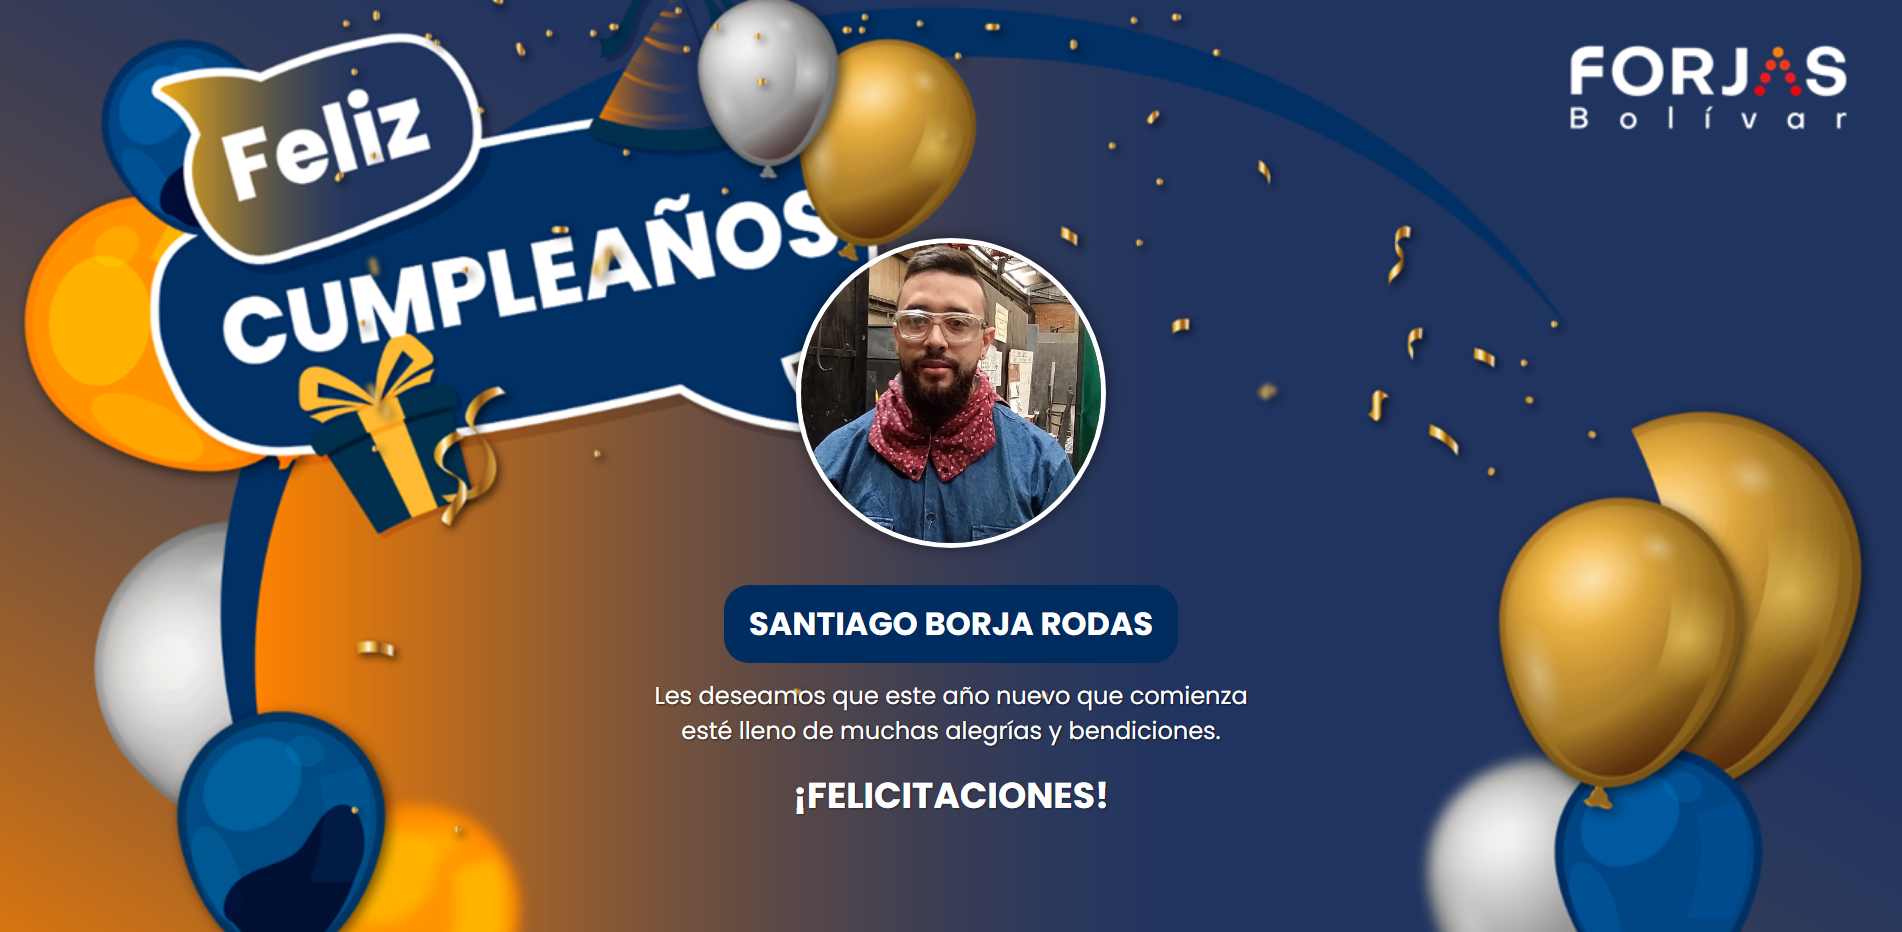 Feliz
CUMPLEAÑOS
FORJAS
Bolívar
SANTIAGO BORJA RODAS
Les deseamos que este año nuevo que comienza
esté lleno de muchas alegrías y bendiciones.
¡FELICITACIONES!